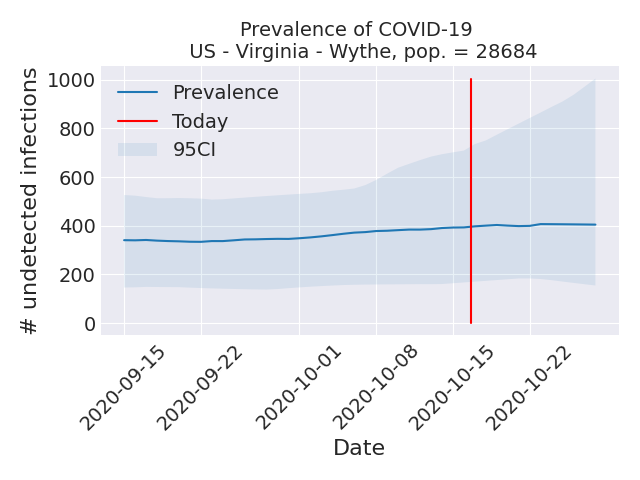 Prevalence of COVID-19
US - Virginia - Wythe, pop. = 28684
# undetected infections
1000
800
600
400
200
0
Prevalence
Today
95CI
2020-09-15
2020-09-22
2020-10-01
2020-10-08
2020-10-15
2020-10-22
Date